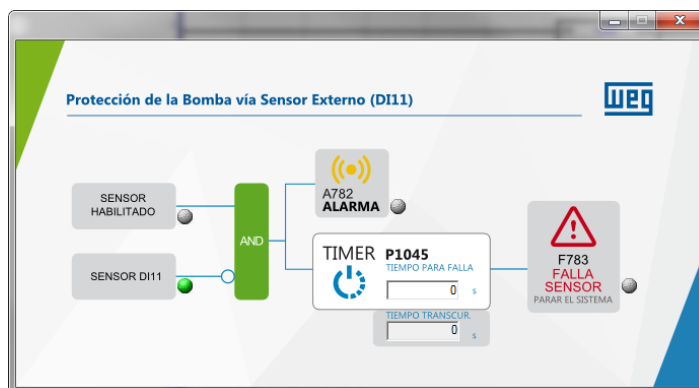 Protección de la Bomba vía Sensor Externo (DI11)
weg
SENSOR
HABILITADO
SENSOR DI11
AND
A782
ALARMA
TIMER P1045
TIEMPO PARA FALLA
0 s
TIEMPO TRANSCUR.
0 s
F783
FALLA
SENSOR
PARAR EL SISTEMA